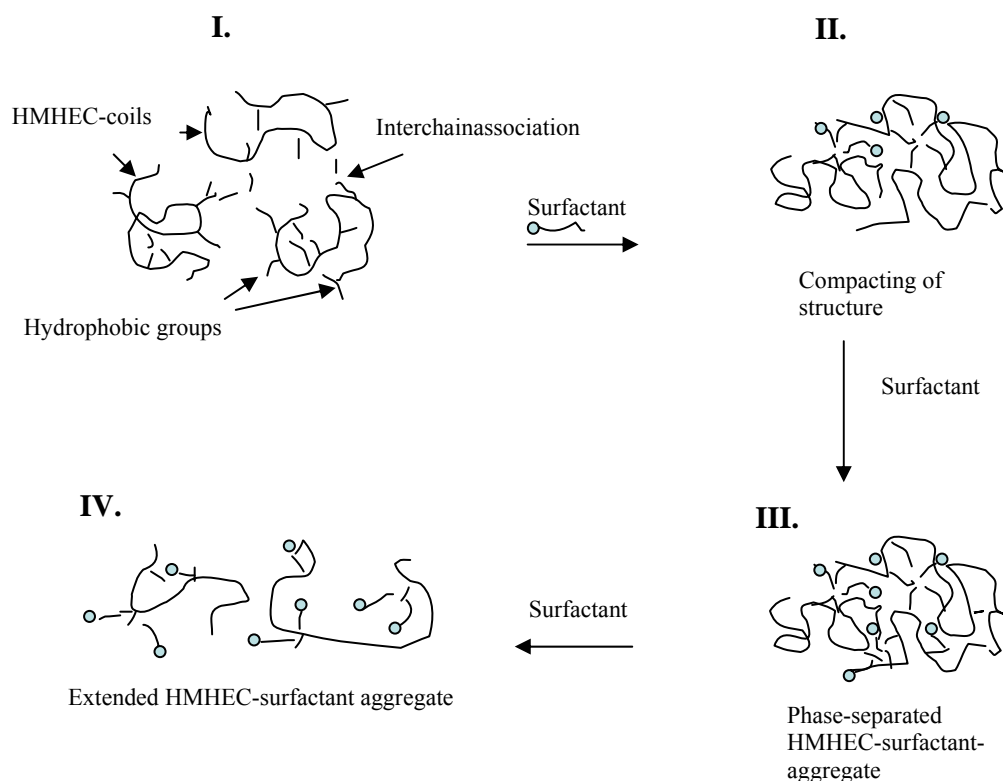 I.
HMHEC-coils
Interchainassociation
Hydrophobic groups
Surfactant
II.
Compacting of
structure
Surfactant
III.
Phase-separated
HMHEC-surfactant-
aggregate
Surfactant
IV.
Extended HMHEC-surfactant aggregate